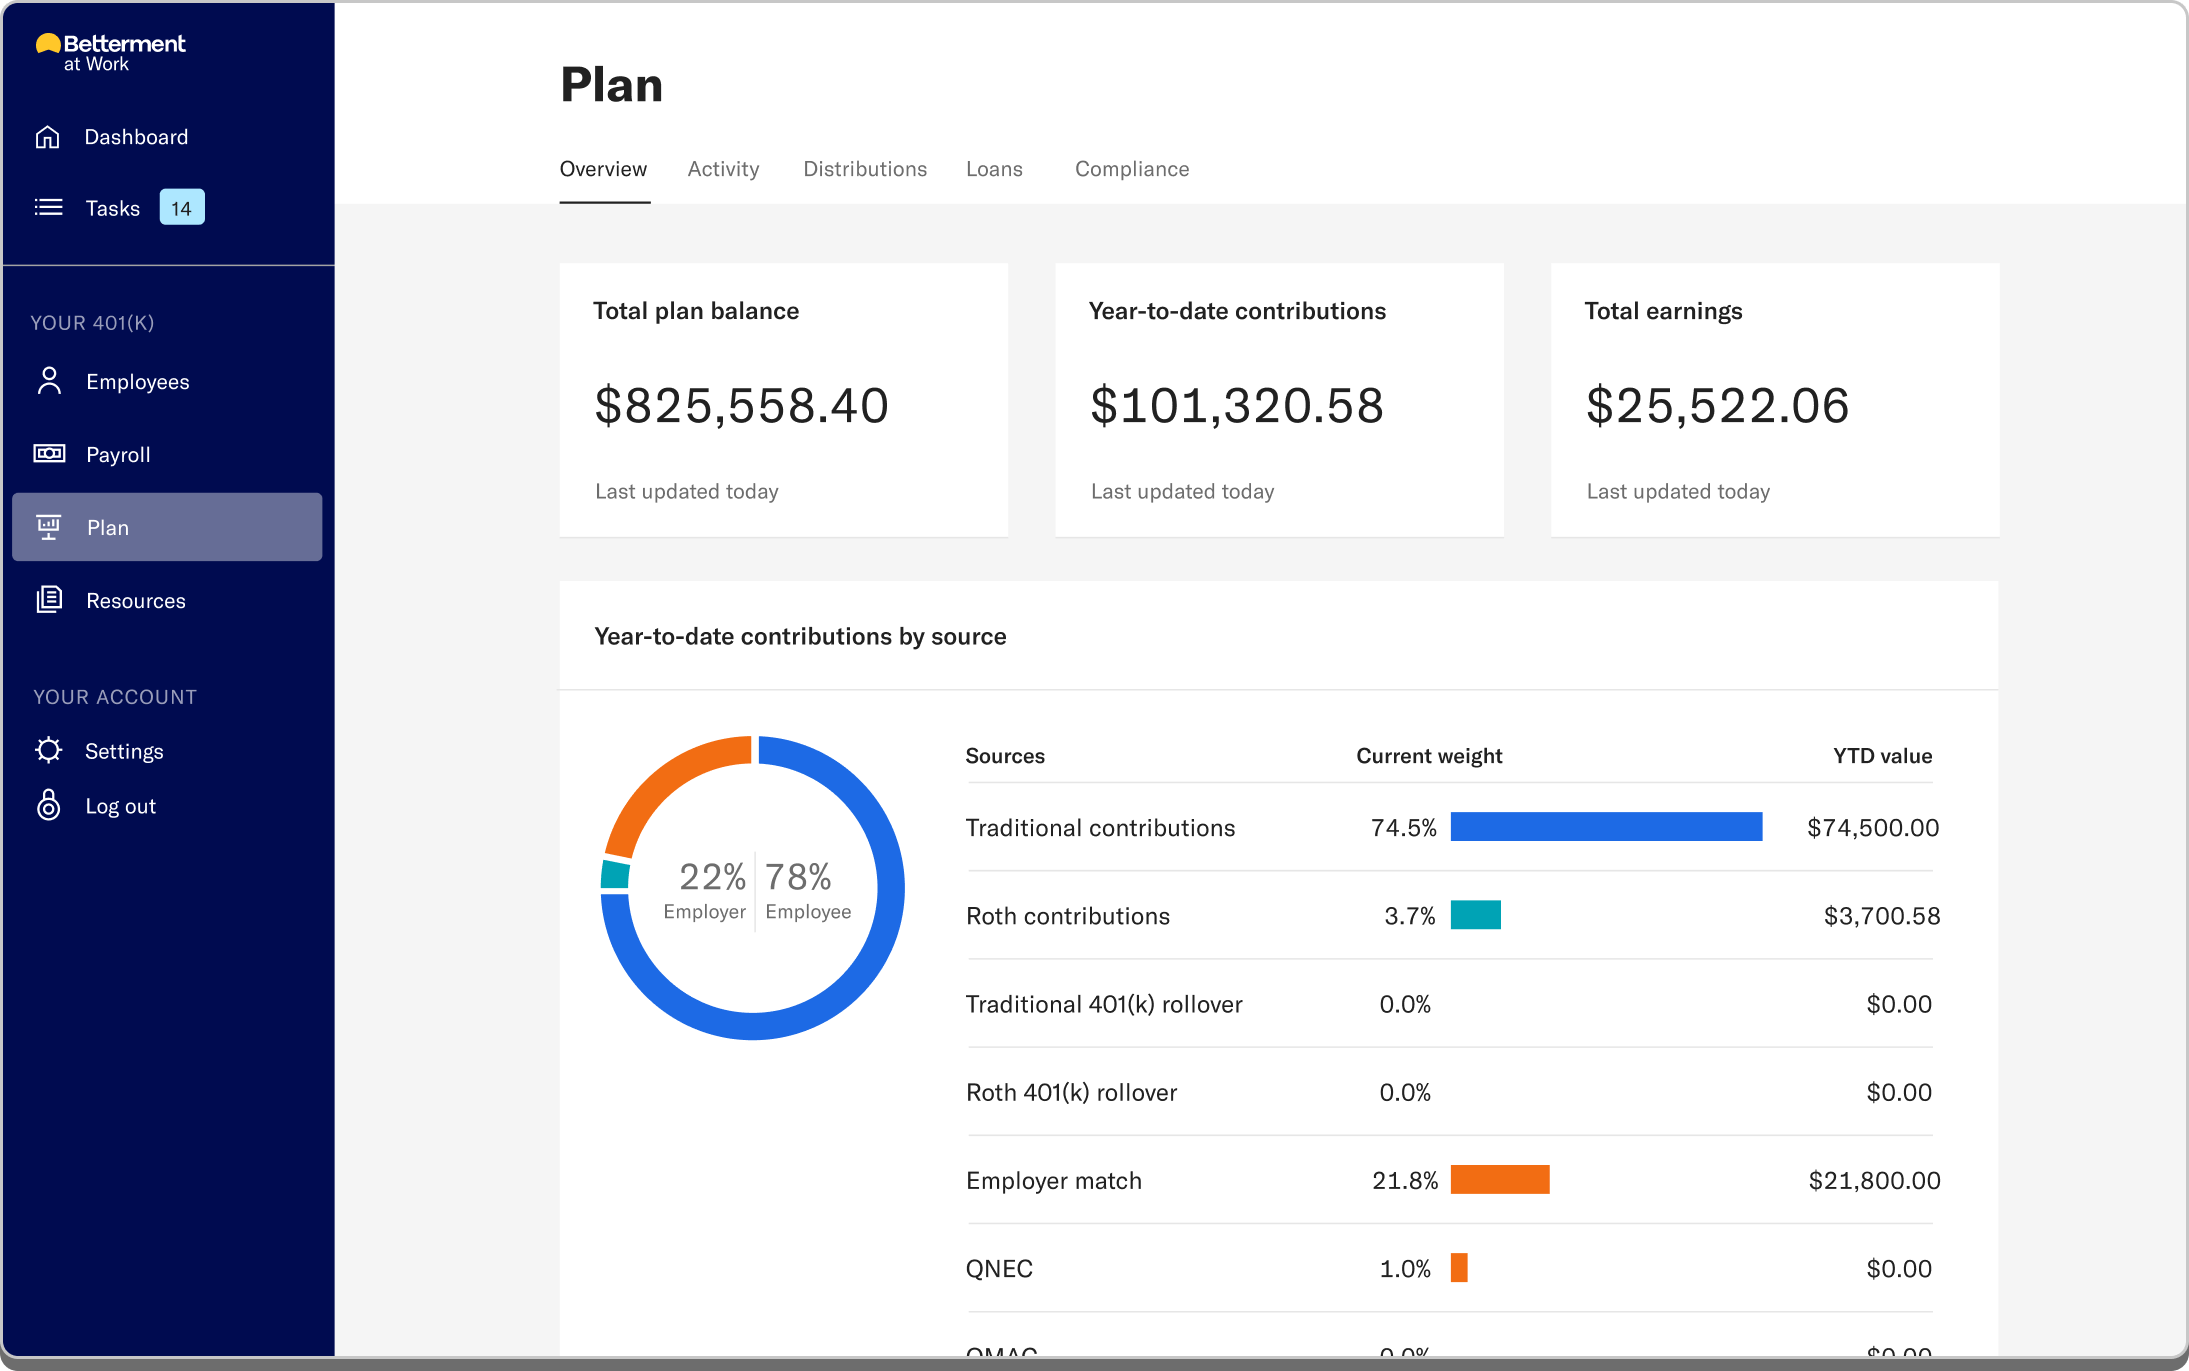 Betterment
at Work
Dashboard
Tasks 14
YOUR 401(K)
Employees
Payroll
Plan
Resources
YOUR ACCOUNT
Settings
Log out
Plan
Overview Activity Distributions Loans Compliance
Total plan balance
$825,558.40
Last updated today
Year-to-date contributions
$101,320.58
Last updated today
Total earnings
$25,522.06
Last updated today
Year-to-date contributions by source
22% 78%
Employer Employee
Sources Current weight YTD value
Traditional contributions 74.5% $74,500.00
Roth contributions 3.7% $3,700.58
Traditional 401(k) rollover 0.0% $0.00
Roth 401(k) rollover 0.0% $0.00
Employer match 21.8% $21,800.00
QNEC 1.0% $0.00
QMAC 0.0% $0.00